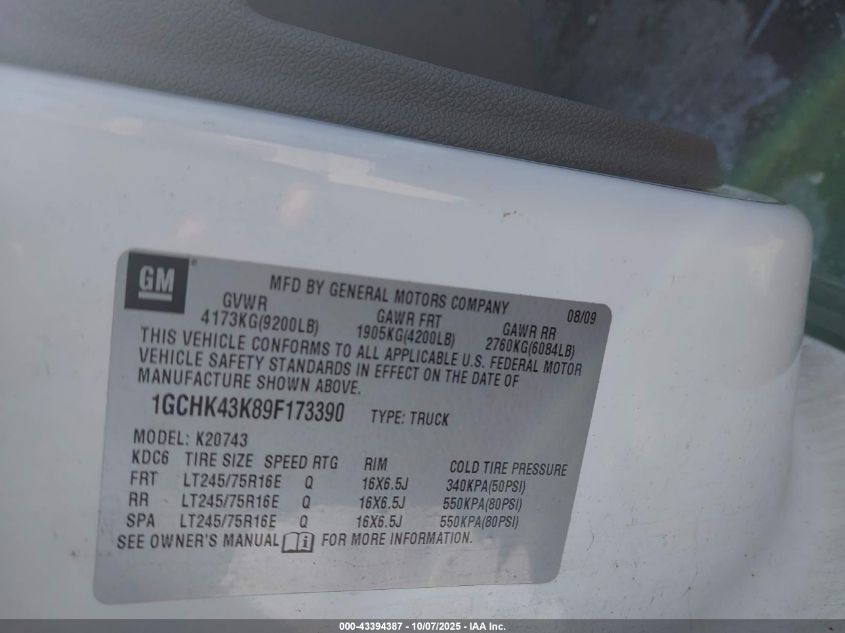 GM
MFD BY GENERAL MOTORS COMPANY 08/09
GVWR GAWR FRT GAWR RR
4173KG(9200LB) 1905KG(4200LB) 2760KG(6084LB)
THIS VEHICLE CONFORMS TO ALL APPLICABLE U.S. FEDERAL MOTOR
VEHICLE SAFETY STANDARDS IN EFFECT ON THE DATE OF
MANUFACTURE SHOWN ABOVE.
1GCHK43K89F173390 TYPE: TRUCK
MODEL: K20743
KDC6 TIRE SIZE SPEED RTG RIM COLD TIRE PRESSURE
FRT LT245/75R16E Q 16X6.5J 340KPA(50PSI)
RR LT245/75R16E Q 16X6.5J 550KPA(80PSI)
SPA LT245/75R16E Q 16X6.5J 550KPA(80PSI)
SEE OWNER'S MANUAL i FOR MORE INFORMATION.
000-43394387 - 10/07/2025 - IAA Inc.